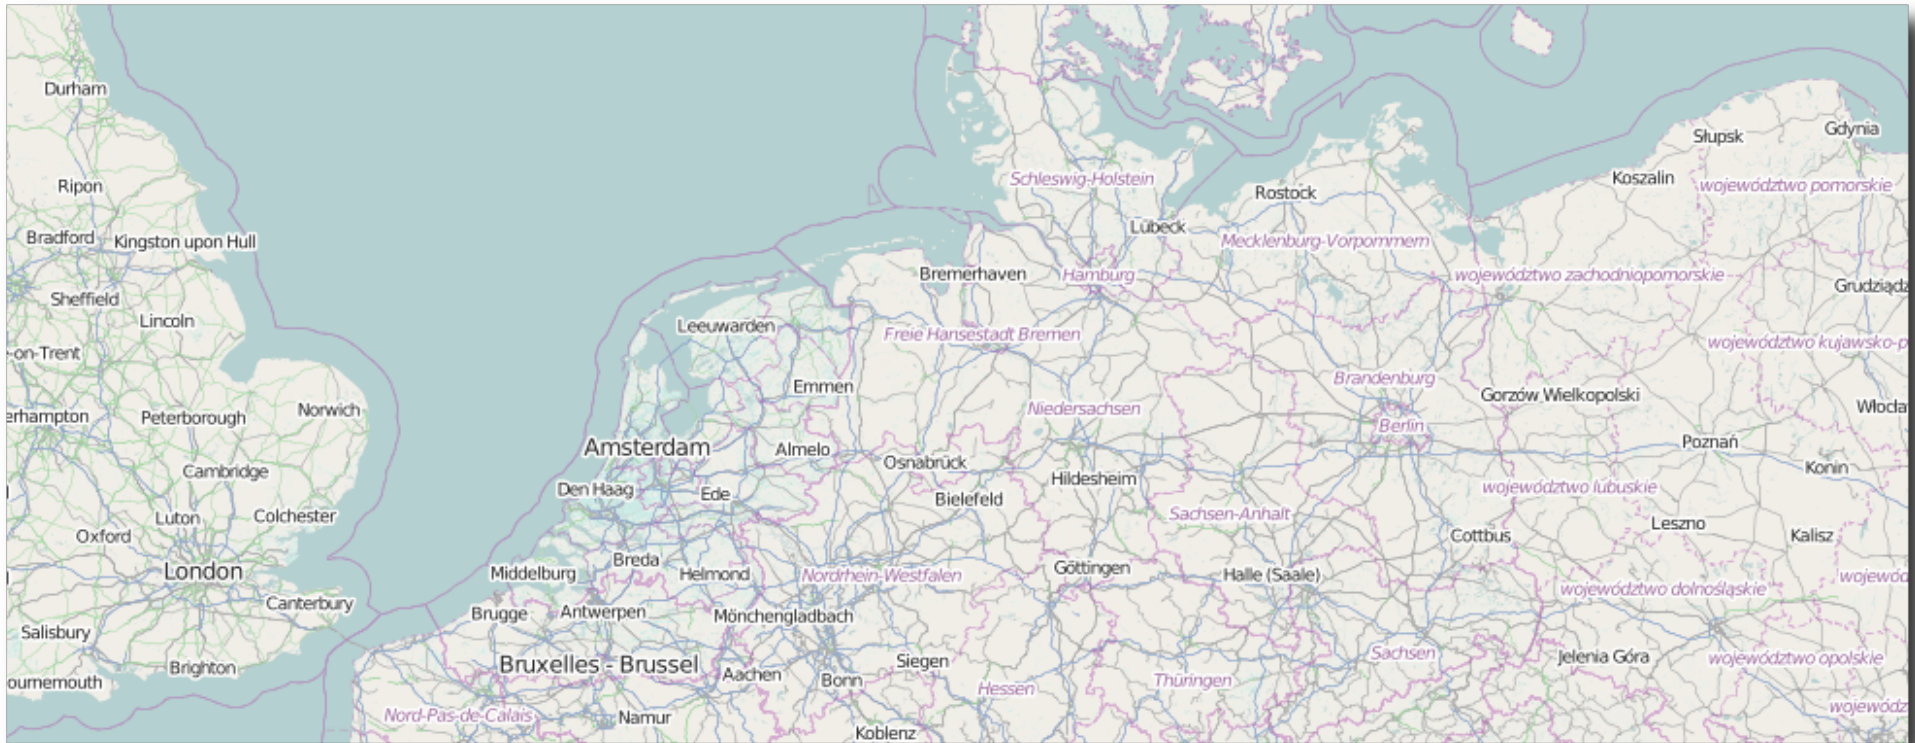 Durham
Słupsk
Gdynia
Ripon
Schleswig-Holstein
Koszalin
województwo pomorskie
Rostock
Bradford
Kingston upon Hull
Lübeck
Mecklenburg-Vorpommern
Bremerhaven
Hamburg
województwo zachodniopomorskie
Grudziądz
Sheffield
Lincoln
Leeuwarden
Freie Hansestadt Bremen
województwo kujawsko-p
-on-Trent
Emmen
Brandenburg
Gorzów Wielkopolski
erhampton
Peterborough
Norwich
Niedersachsen
Włocła
Berlin
Amsterdam
Almelo
Osnabrück
Poznań
Cambridge
Konin
Den Haag
Ede
Hildesheim
województwo lubuskie
Bielefeld
Luton
Colchester
Sachsen-Anhalt
Leszno
Oxford
Cottbus
Kalisz
Breda
London
Middelburg
Helmond
Nordrhein-Westfalen
Göttingen
Halle (Saale)
wojewód
województwo dolnośląskie
Canterbury
Brugge
Antwerpen
Mönchengladbach
Salisbury
Brighton
Bruxelles - Brussel
Aachen
Siegen
Sachsen
Jelenia Góra
województwo opolskie
ournemouth
Bonn
Hessen
Thüringen
Nord-Pas-de-Calais
Namur
Koblenz
wojewódz